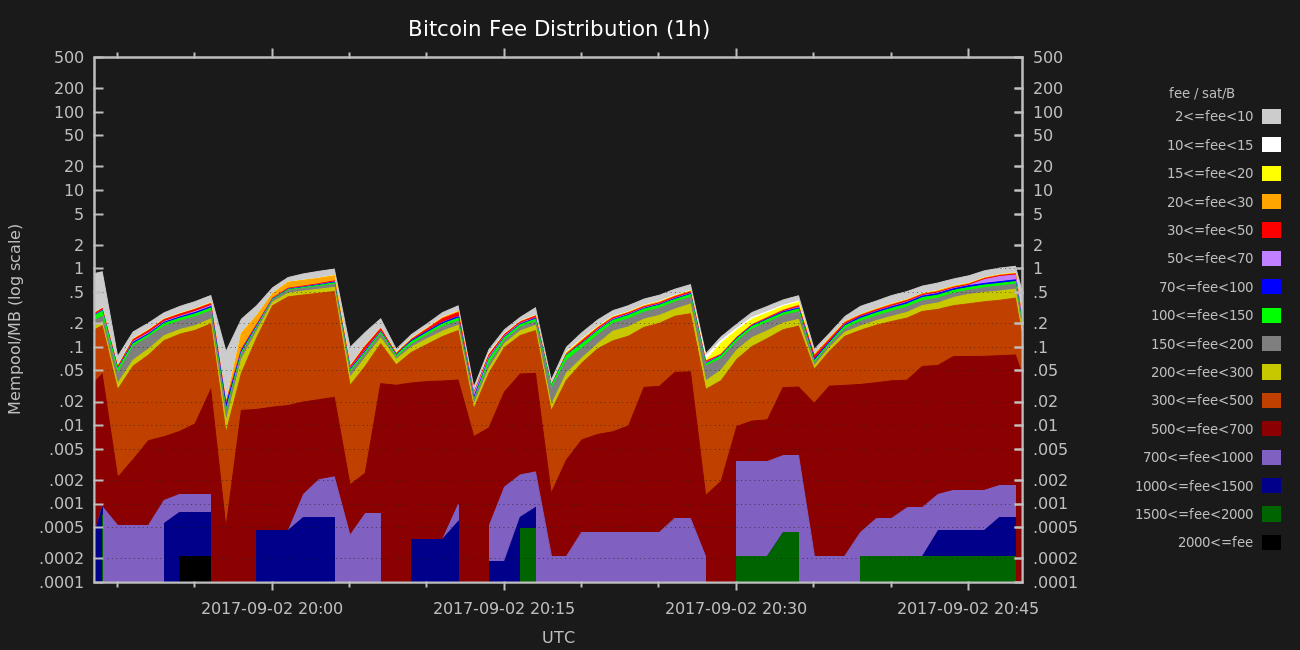 Bitcoin Fee Distribution (1h)
500 500
200 200
100 100
50 50
20 20
10 10
5 5
2 2
1 1
.5 .5
.2 .2
.1 .1
.05 .05
.02 .02
.01 .01
.005 .005
.002 .002
.001 .001
.0005 .0005
.0002 .0002
.0001 .0001
Mempool/MB (log scale)
2017-09-02 20:00 2017-09-02 20:15 2017-09-02 20:30 2017-09-02 20:45
UTC
fee / sat/B
2<=fee<10
10<=fee<15
15<=fee<20
20<=fee<30
30<=fee<50
50<=fee<70
70<=fee<100
100<=fee<150
150<=fee<200
200<=fee<300
300<=fee<500
500<=fee<700
700<=fee<1000
1000<=fee<1500
1500<=fee<2000
2000<=fee